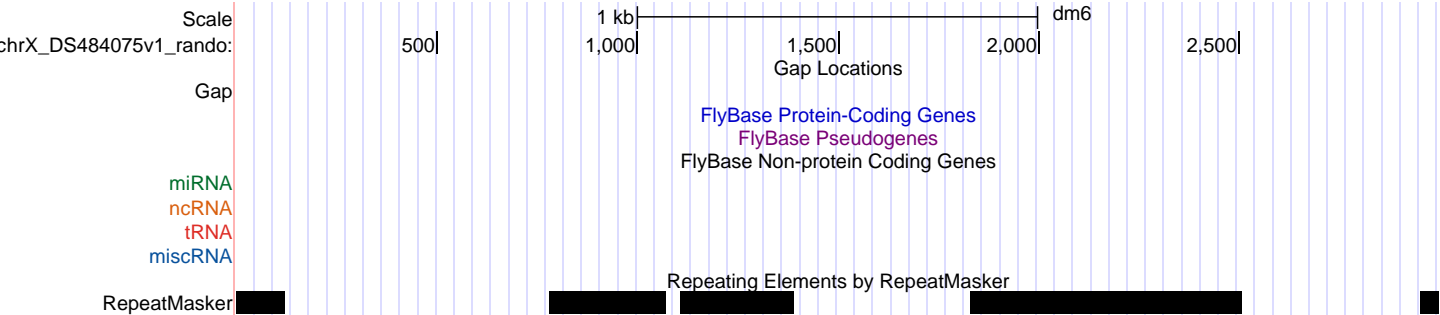 Scale 1 kb dm6
chrX_DS484075v1_rando: 500 1,000 1,500 2,000 2,500
Gap Locations
Gap
FlyBase Protein-Coding Genes
FlyBase Pseudogenes
FlyBase Non-protein Coding Genes
miRNA
ncRNA
tRNA
miscRNA
Repeating Elements by RepeatMasker
RepeatMasker